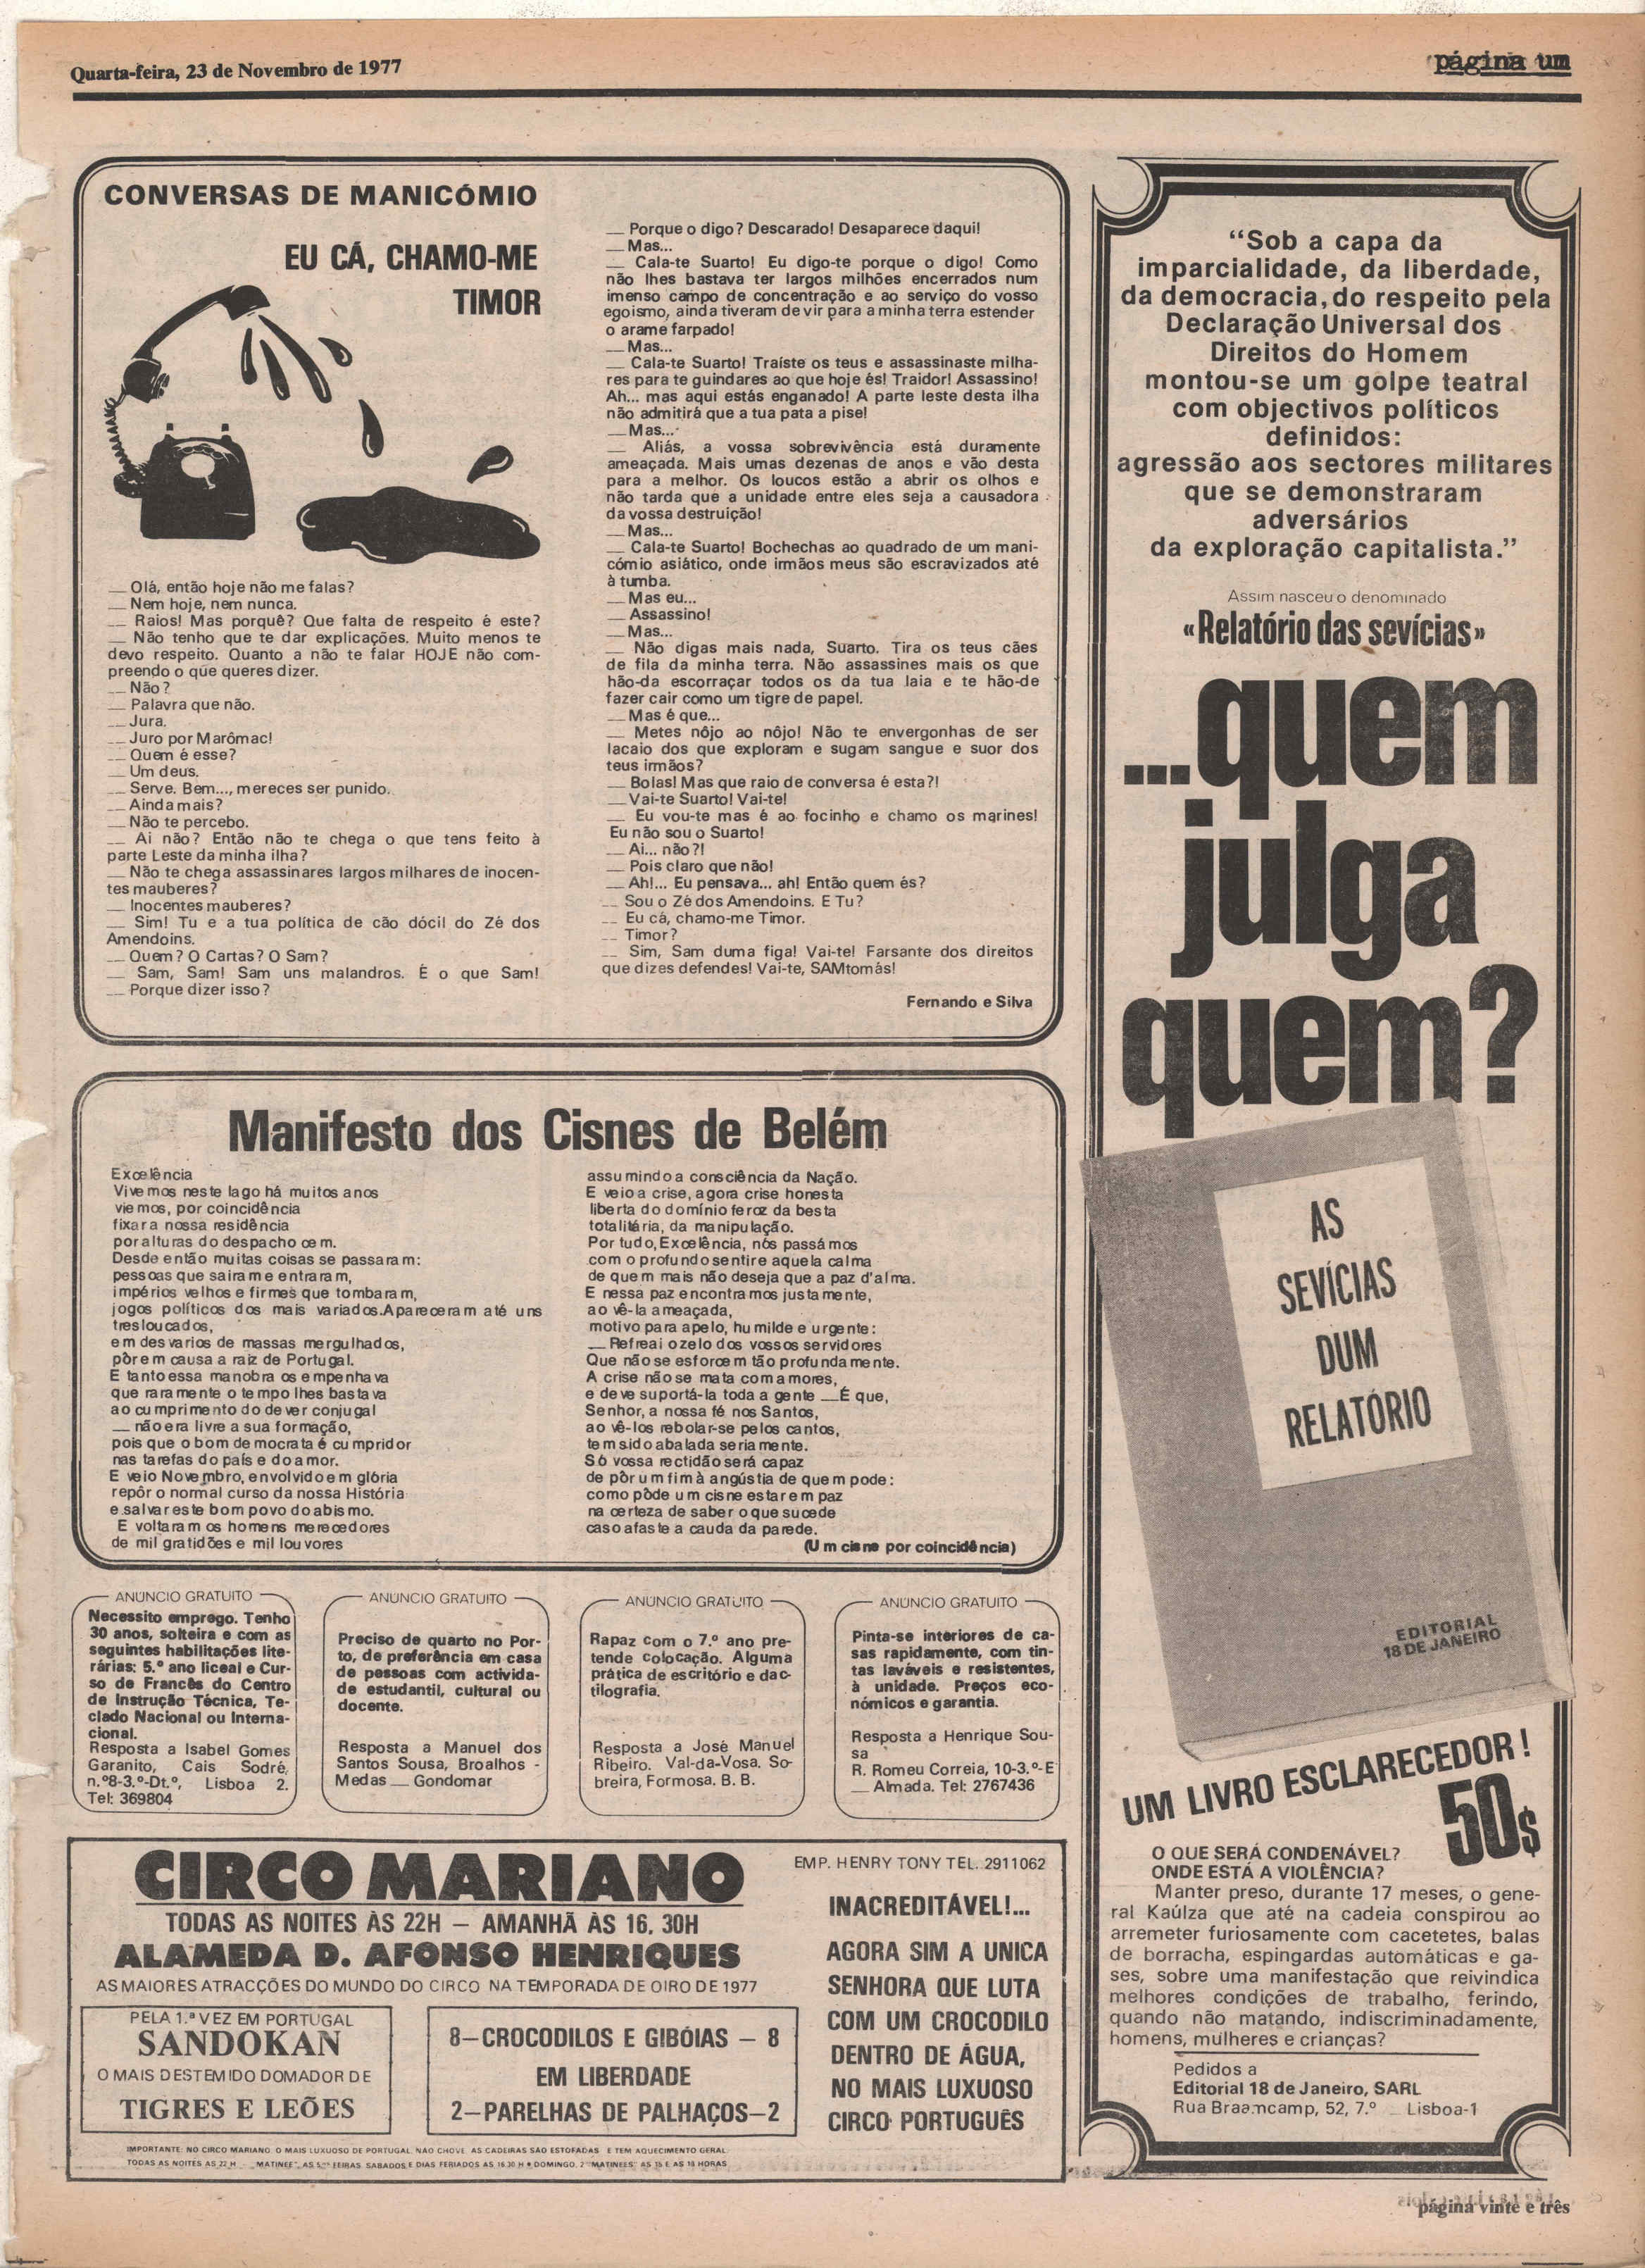 Quarta-feira, 23 de Novembro de 1977
página um
CONVERSAS DE MANICÓMIO
EU CÁ, CHAMO-ME
TIMOR
— Olá, então hoje não me falas?
— Nem hoje, nem nunca.
— Raios! Mas porquê? Que falta de respeito é este?
— Não tenho que te dar explicações. Muito menos te
devo respeito. Quanto a não te falar HOJE não com-
preendo o que queres dizer.
— Não?
— Palavra que não.
— Jura.
— Juro por Marômac!
— Quem é esse?
— Um deus.
— Serve. Bem..., mereces ser punido.
— Ainda mais?
— Não te percebo.
— Ai não? Então não te chega o que tens feito à
parte Leste da minha ilha?
— Não te chega assassinares largos milhares de inocen-
tes mauberes?
— Inocentes mauberes?
— Sim! Tu e a tua política de cão dócil do Zé dos
Amendoins.
— Quem? O Cartas? O Sam?
— Sam, Sam! Sam uns malandros. É o que Sam!
— Porque dizer isso?
— Porque o digo? Descarado! Desaparece daqui!
— Mas...
— Cala-te Suarto! Eu digo-te porque o digo! Como
não lhes bastava ter largos milhões encerrados num
imenso campo de concentração e ao serviço do vosso
egoismo, ainda tiveram de vir para a minha terra estender
o arame farpado!
— Mas...
— Cala-te Suarto! Traíste os teus e assassinaste milha-
res para te guindares ao que hoje és! Traidor! Assassino!
Ah... mas aqui estás enganado! A parte leste desta ilha
não admitirá que a tua pata a pise!
— Mas...
— Aliás, a vossa sobrevivência está duramente
ameaçada. Mais umas dezenas de anos e vão desta
para a melhor. Os loucos estão a abrir os olhos e
não tarda que a unidade entre eles seja a causadora
da vossa destruição!
— Mas...
— Cala-te Suarto! Bochechas ao quadrado de um mani-
cómio asiático, onde irmãos meus são escravizados até
à tumba.
— Mas eu...
— Assassino!
— Mas...
— Não digas mais nada, Suarto. Tira os teus cães
de fila da minha terra. Não assassines mais os que
hão-da escorraçar todos os da tua laia e te hão-de
fazer cair como um tigre de papel.
— Mas é que...
— Metes nôjo ao nôjo! Não te envergonhas de ser
lacaio dos que exploram e sugam sangue e suor dos
teus irmãos?
— Bolas! Mas que raio de conversa é esta?!
— Vai-te Suarto! Vai-te!
— Eu vou-te mas é ao focinho e chamo os marines!
Eu não sou o Suarto!
— Ai... não?!
— Pois claro que não!
— Ah!... Eu pensava... ah! Então quem és?
— Sou o Zé dos Amendoins. E Tu?
— Eu cá, chamo-me Timor.
— Timor?
— Sim, Sam duma figa! Vai-te! Farsante dos direitos
que dizes defendes! Vai-te, SAMtomás!
Fernando e Silva
Manifesto dos Cisnes de Belém
Excelência
Vivemos neste lago há muitos anos
viemos, por coincidência
fixar a nossa residência
por alturas do despacho cem.
Desde então muitas coisas se passaram:
pessoas que sairam e entraram,
impérios velhos e firmes que tombaram,
jogos políticos dos mais variados. Apareceram até uns
tresloucados,
em desvarios de massas mergulhados,
pôr em causa a raiz de Portugal.
E tanto essa manobra os empenhava
que raramente o tempo lhes bastava
ao cumprimento do dever conjugal
— não era livre a sua formação,
pois que o bom democrata é cumpridor
nas tarefas do país e do amor.
E veio Novembro, envolvido em glória
repôr o normal curso da nossa História
e salvar este bom povo do abismo.
E voltaram os homens merecedores
de mil gratidões e mil louvores
assumindo a consciência da Nação.
E veio a crise, agora crise honesta
liberta do domínio feroz da besta
totalitária, da manipulação.
Por tudo, Excelência, nós passámos
com o profundo sentir e aquela calma
de quem mais não deseja que a paz d'alma.
E nessa paz encontramos justamente,
ao vê-la ameaçada,
motivo para apelo, humilde e urgente:
— Refreai o zelo dos vossos servidores
Que não se esforcem tão profundamente.
A crise não se mata com amores,
e deve suportá-la toda a gente — É que,
Senhor, a nossa fé nos Santos,
ao vê-los rebolar-se pelos cantos,
tem sido abalada seriamente.
Só vossa rectidão será capaz
de pôr um fim à angústia de quem pode:
como pôde um cisne estar em paz
na certeza de saber o que sucede
caso afaste a cauda da parede.
(Um cisne por coincidência)
ANUNCIO GRATUITO
Necessito emprego. Tenho
30 anos, solteira e com as
seguintes habilitações lite-
rárias: 5.º ano liceal e Cur-
so de Francês do Centro
de Instrução Técnica, Te-
clado Nacional ou Interna-
cional.
Resposta a Isabel Gomes
Garanito, Cais Sodré,
n.º8-3.º-Dt.º, Lisboa 2.
Tel: 369804
ANUNCIO GRATUITO
Preciso de quarto no Por-
to, de preferência em casa
de pessoas com activida-
de estudantil, cultural ou
docente.
Resposta a Manuel dos
Santos Sousa, Broalhos -
Medas — Gondomar
ANUNCIO GRATUITO
Rapaz com o 7.º ano pre-
tende colocação. Alguma
prática de escritório e dac-
tilografia.
Resposta a José Manuel
Ribeiro. Val-da-Vosa. So-
breira, Formosa. B. B.
ANUNCIO GRATUITO
Pinta-se interiores de ca-
sas rapidamente, com tin-
tas laváveis e resistentes,
à unidade. Preços eco-
nómicos e garantia.
Resposta a Henrique Sou-
sa
R. Romeu Correia, 10-3.º-E
— Almada. Tel: 2767436
CIRCO MARIANO
TODAS AS NOITES ÀS 22H — AMANHÃ ÀS 16, 30H
ALAMEDA D. AFONSO HENRIQUES
AS MAIORES ATRACÇÕES DO MUNDO DO CIRCO NA TEMPORADA DE OIRO DE 1977
PELA 1.ª VEZ EM PORTUGAL
SANDOKAN
O MAIS DESTEMIDO DOMADOR DE
TIGRES E LEÕES
8—CROCODILOS E GIBÓIAS — 8
EM LIBERDADE
2—PARELHAS DE PALHAÇOS—2
EMP. HENRY TONY TEL. 2911062
INACREDITÁVEL!...
AGORA SIM A UNICA
SENHORA QUE LUTA
COM UM CROCODILO
DENTRO DE ÁGUA,
NO MAIS LUXUOSO
CIRCO PORTUGUÊS
IMPORTANTE: NO CIRCO MARIANO O MAIS LUXUOSO DE PORTUGAL NAO CHOVE AS CADEIRAS SAO ESTOFADAS E TEM AQUECIMENTO GERAL
TODAS AS NOITES AS 22 H "MATINEE" AS 5.as FEIRAS SABADOS E DIAS FERIADOS AS 16.30 H • DOMINGO, 2 "MATINEES" AS 15 E AS 18 HORAS
“Sob a capa da
imparcialidade, da liberdade,
da democracia, do respeito pela
Declaração Universal dos
Direitos do Homem
montou-se um golpe teatral
com objectivos políticos
definidos:
agressão aos sectores militares
que se demonstraram
adversários
da exploração capitalista.”
Assim nasceu o denominado
«Relatório das sevícias»
...quem
julga
quem?
AS
SEVÍCIAS
DUM
RELATÓRIO
EDITORIAL
18 DE JANEIRO
UM LIVRO ESCLARECEDOR!
50$
O QUE SERÁ CONDENÁVEL?
ONDE ESTÁ A VIOLÊNCIA?
Manter preso, durante 17 meses, o gene-
ral Kaúlza que até na cadeia conspirou ao
arremeter furiosamente com cacetetes, balas
de borracha, espingardas automáticas e ga-
ses, sobre uma manifestação que reivindica
melhores condições de trabalho, ferindo,
quando não matando, indiscriminadamente,
homens, mulheres e crianças?
Pedidos a
Editorial 18 de Janeiro, SARL
Rua Braamcamp, 52, 7.º _ Lisboa-1
página vinte e três